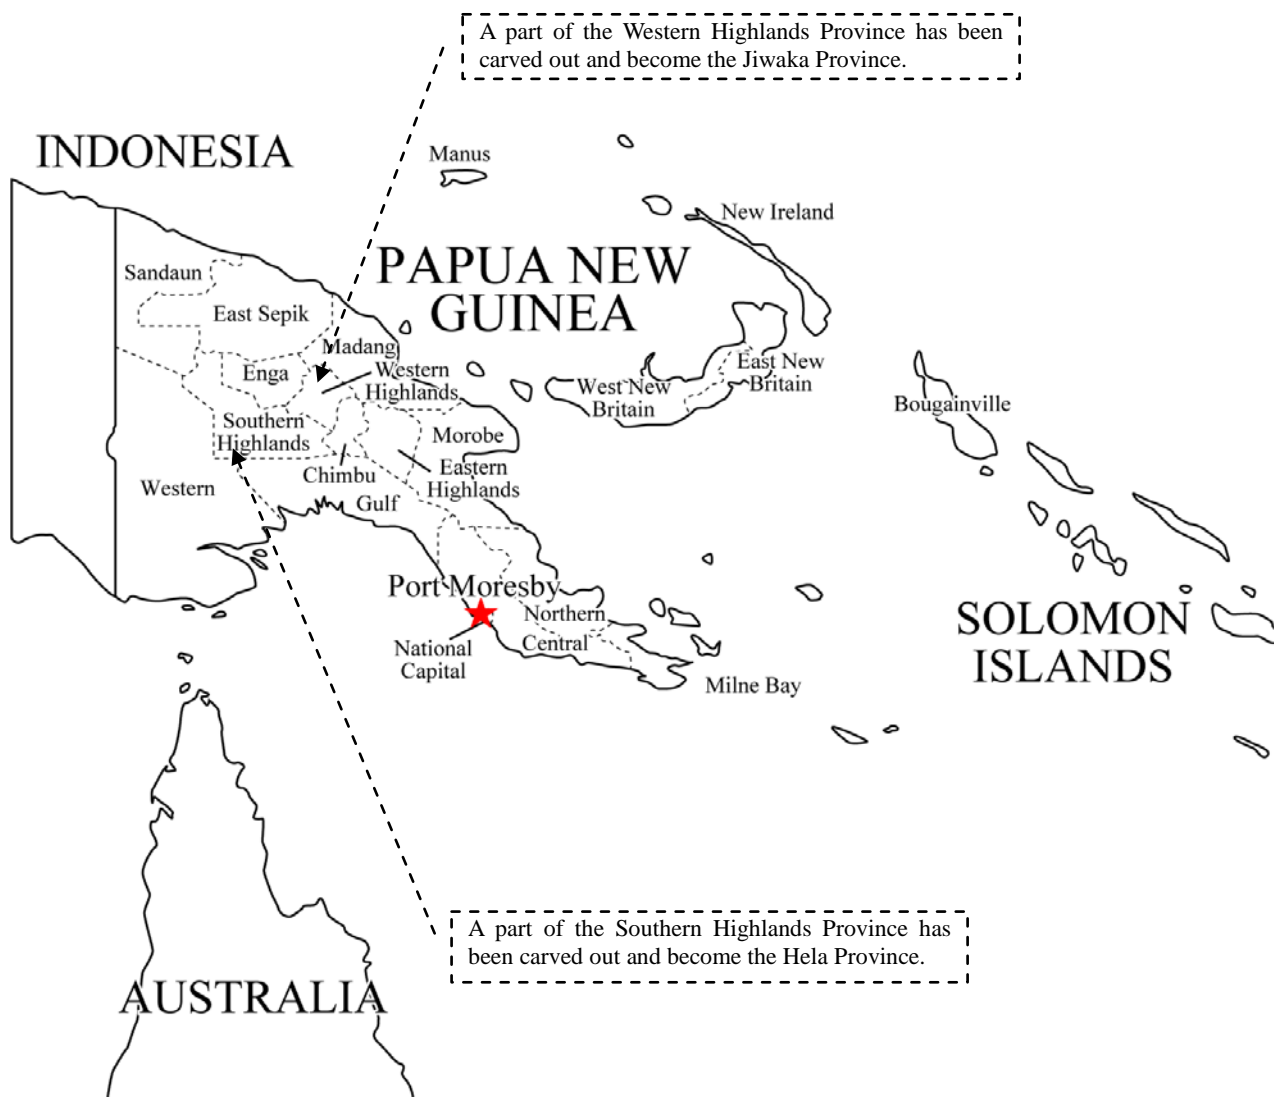 A part of the Western Highlands Province has been
carved out and become the Jiwaka Province.
INDONESIA
Manus
New Ireland
PAPUA NEW
GUINEA
Sandaun
East Sepik
Madang
Enga
Western
Highlands
East New
Britain
West New
Britain
Bougainville
Southern
Highlands
Morobe
Chimbu
Eastern
Highlands
Western
Gulf
Port Moresby
Northern
National
Capital
Central
Milne Bay
SOLOMON
ISLANDS
A part of the Southern Highlands Province has
been carved out and become the Hela Province.
AUSTRALIA